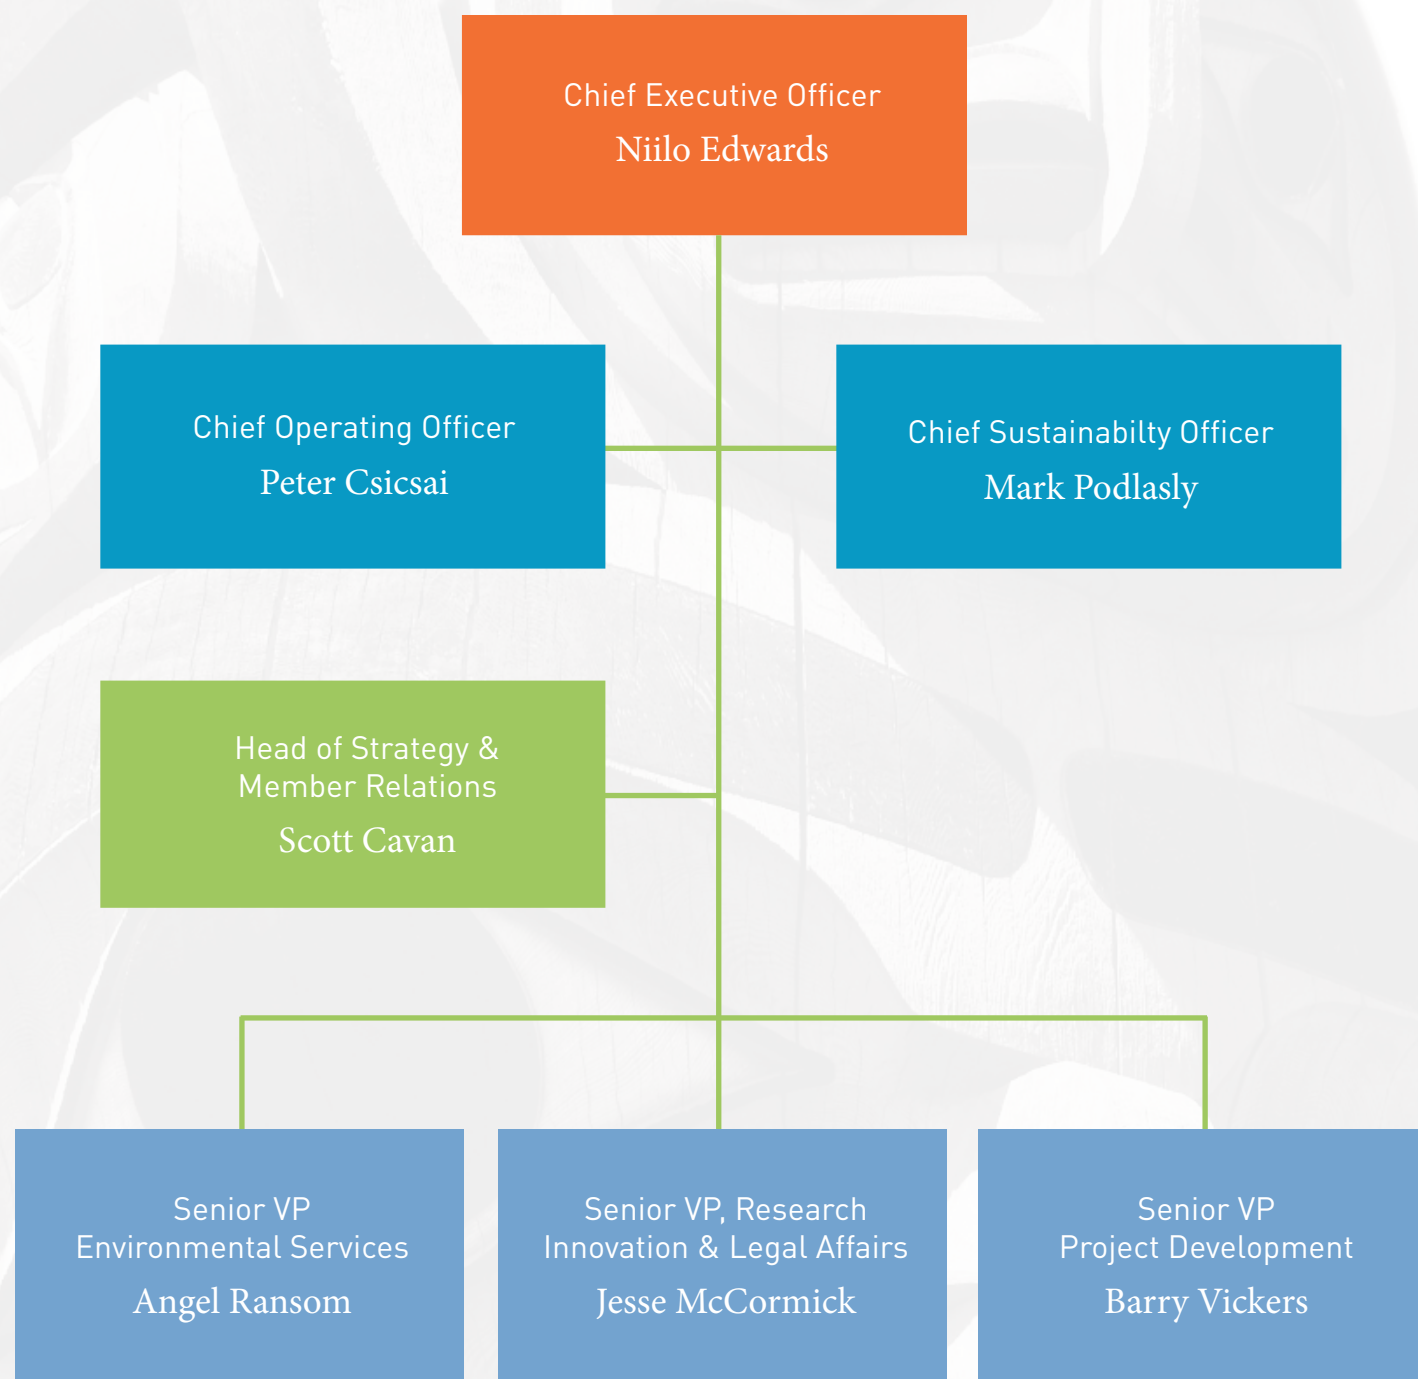 Chief Executive Officer
Niilo Edwards
Chief Operating Officer
Peter Csicsai
Chief Sustainabilty Officer
Mark Podlasly
Head of Strategy &
Member Relations
Scott Cavan
Senior VP
Environmental Services
Angel Ransom
Senior VP, Research
Innovation & Legal Affairs
Jesse McCormick
Senior VP
Project Development
Barry Vickers